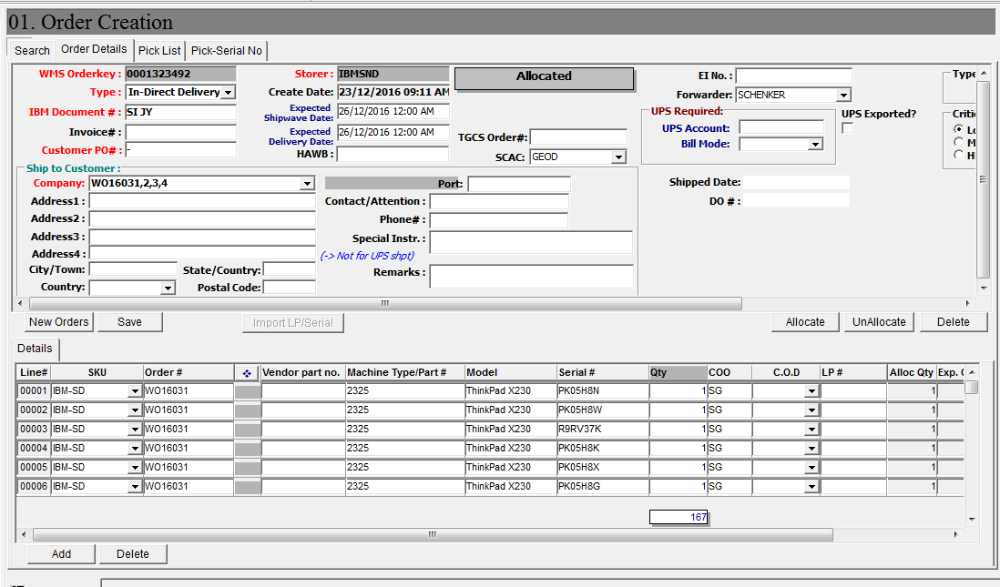 01. Order Creation
Search Order Details Pick List Pick-Serial No
WMS Orderkey : 0001323492
Type : In-Direct Delivery
IBM Document # : SI JY
Invoice# :
Customer PO# : -
Storer : IBMSND
Create Date: 23/12/2016 09:11 AM
Expected Shipwave Date: 26/12/2016 12:00 AM
Expected Delivery Date: 26/12/2016 12:00 AM
HAWB :
Allocated
TGCS Order#:
SCAC: GEOD
EI No. :
Forwarder: SCHENKER
UPS Required:
UPS Account:
Bill Mode:
UPS Exported?
Type
Criti
Lo
M
Hi
Shipped Date:
DO # :
Ship to Customer :
Company: WO16031,2,3,4
Address1 :
Address2 :
Address3 :
Address4 :
City/Town: State/Country:
Country: Postal Code:
Port:
Contact/Attention :
Phone# :
Special Instr. :
(-> Not for UPS shpt)
Remarks :
New Orders Save Import LP/Serial Allocate UnAllocate Delete
Details
Line# SKU Order # Vendor part no. Machine Type/Part # Model Serial # Qty COO C.O.D LP # Alloc Qty Exp. (
00001 IBM-SD WO16031 2325 ThinkPad X230 PK05H8N 1 SG 1
00002 IBM-SD WO16031 2325 ThinkPad X230 PK05H8W 1 SG 1
00003 IBM-SD WO16031 2325 ThinkPad X230 R9RV37K 1 SG 1
00004 IBM-SD WO16031 2325 ThinkPad X230 PK05H8K 1 SG 1
00005 IBM-SD WO16031 2325 ThinkPad X230 PK05H8X 1 SG 1
00006 IBM-SD WO16031 2325 ThinkPad X230 PK05H8G 1 SG 1
167
Add Delete